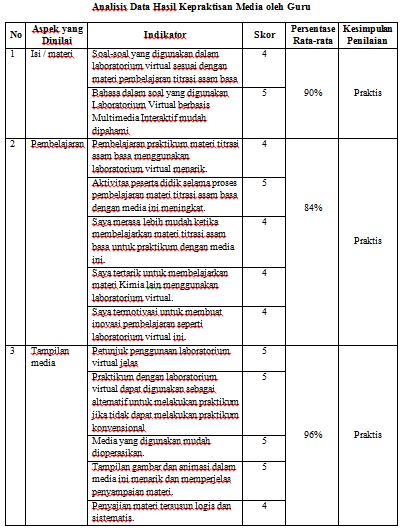 Analisis Data Hasil Kepraktisan Media oleh Guru
No Aspek yang Dinilai Indikator Skor Persentase Rata-rata Kesimpulan Penilaian
1 Isi / materi Soal-soal yang digunakan dalam 4
laboratorium virtual sesuai dengan
materi pembelajaran titrasi asam basa
Bahasa dalam soal yang digunakan 5
Laboratorium Virtual berbasis
Multimedia Interaktif mudah
dipahami.
90% Praktis
2 Pembelajaran Pembelajaran praktikum materi titrasi 4
asam basa menggunakan
laboratorium virtual menarik.
Aktivitas peserta didik selama proses 5
pembelajaran materi titrasi asam basa
dengan media ini meningkat.
Saya merasa lebih mudah ketika 4
membelajarkan materi titrasi asam
basa untuk praktikum dengan media
ini.
Saya tertarik untuk membelajarkan 4
materi Kimia lain menggunakan
laboratorium virtual.
Saya termotivasi untuk membuat 4
inovasi pembelajaran seperti
laboratorium virtual ini.
84% Praktis
3 Tampilan media Petunjuk penggunaan laboratorium 5
virtual jelas
Praktikum dengan laboratorium 5
virtual dapat digunakan sebagai
alternatif untuk melakukan praktikum
jika tidak dapat melakukan praktikum
konvensional.
Media yang digunakan mudah 5
dioperasikan.
Tampilan gambar dan animasi dalam 5
media ini menarik dan memperjelas
penyampaian materi.
Penyajian materi tersusun logis dan 4
sistematis.
96% Praktis